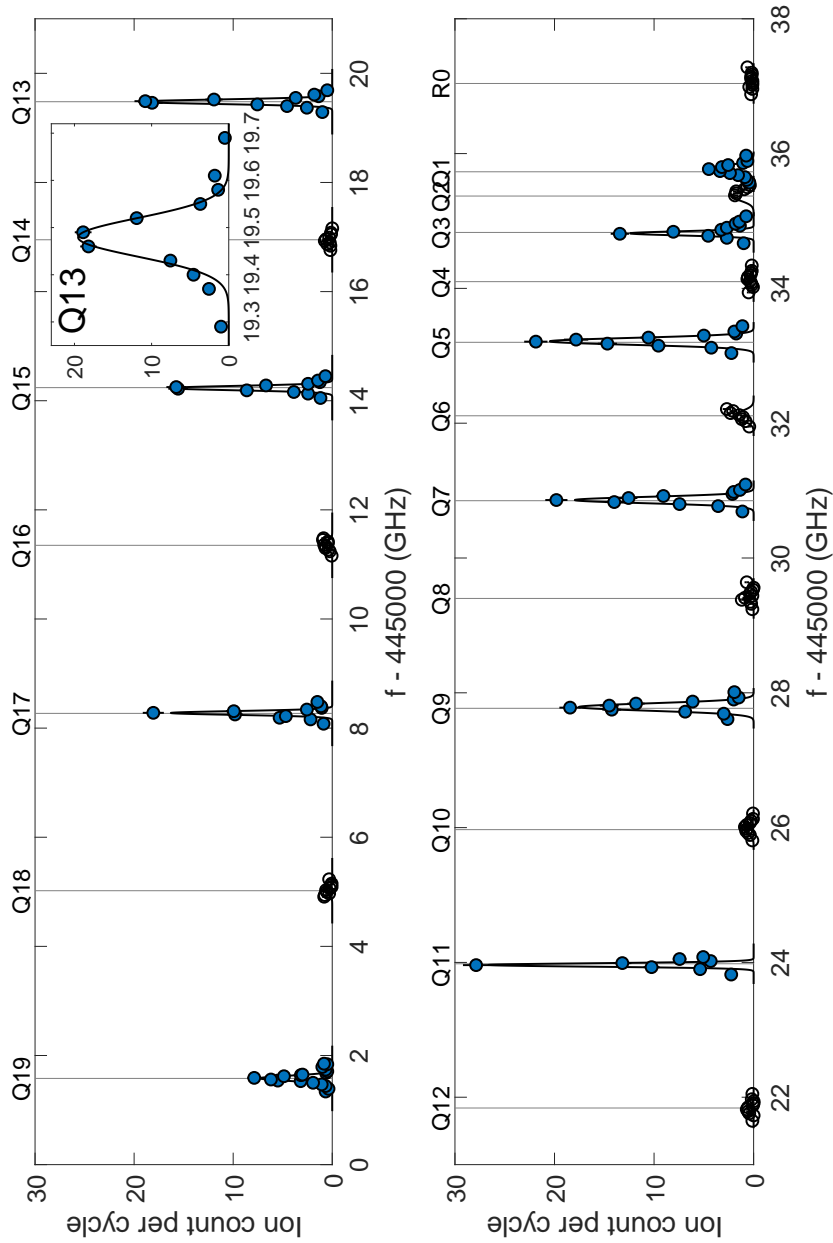 Q19 Q18 Q17 Q16 Q15 Q14 Q13
Ion count per cycle
30
20
10
0
0 2 4 6 8 10 12 14 16 18 20
f - 445000 (GHz)
Q13
20
10
0
19.3 19.4 19.5 19.6 19.7
Q12 Q11 Q10 Q9 Q8 Q7 Q6 Q5 Q4 Q3 Q2 Q1 R0
Ion count per cycle
30
20
10
0
22 24 26 28 30 32 34 36 38
f - 445000 (GHz)